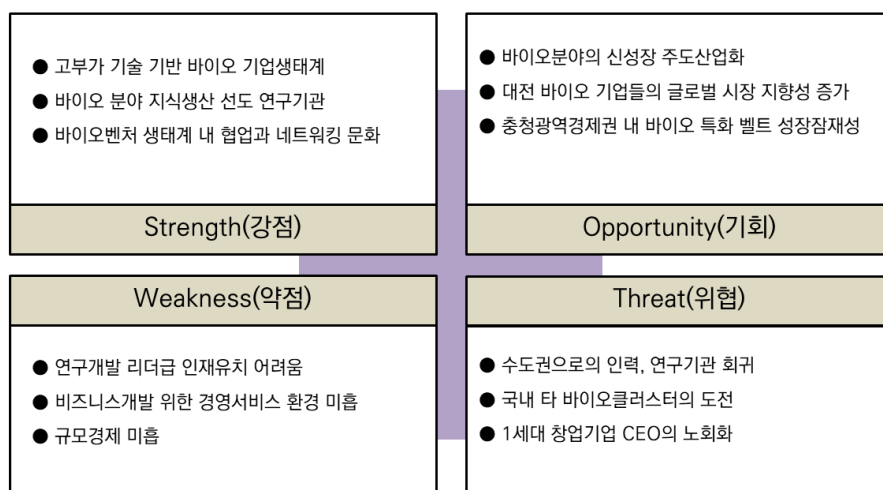 ● 고부가 기술 기반 바이오 기업생태계
● 바이오 분야 지식생산 선도 연구기관
● 바이오벤처 생태계 내 협업과 네트워킹 문화
Strength(강점)
● 바이오분야의 신성장 주도산업화
● 대전 바이오 기업들의 글로벌 시장 지향성 증가
● 충청광역경제권 내 바이오 특화 벨트 성장잠재성
Opportunity(기회)
Weakness(약점)
● 연구개발 리더급 인재유치 어려움
● 비즈니스개발 위한 경영서비스 환경 미흡
● 규모경제 미흡
Threat(위협)
● 수도권으로의 인력, 연구기관 회귀
● 국내 타 바이오클러스터의 도전
● 1세대 창업기업 CEO의 노회화